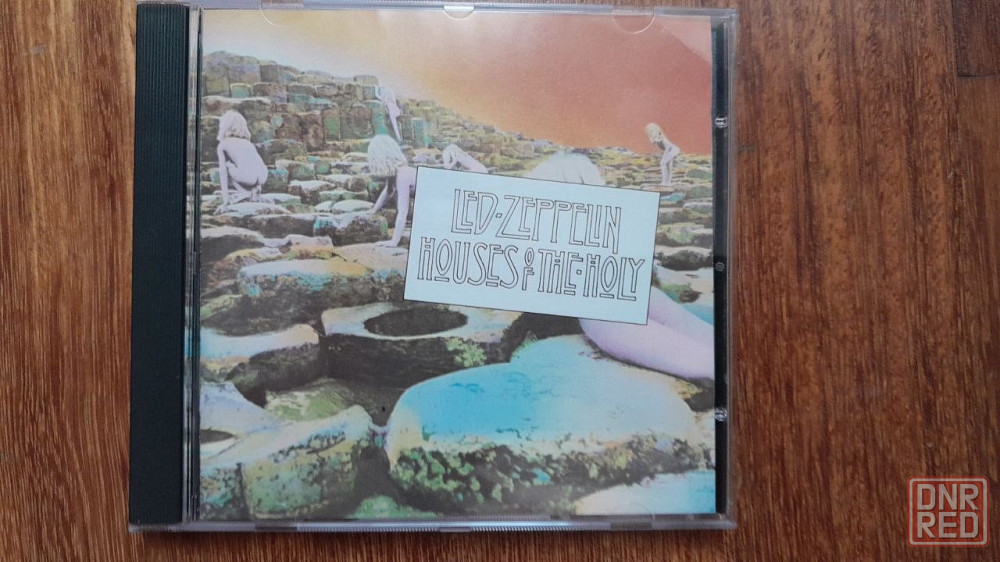 LED·ZEPPELIN
HOUSES OF THE·HOLY
DNR
RED